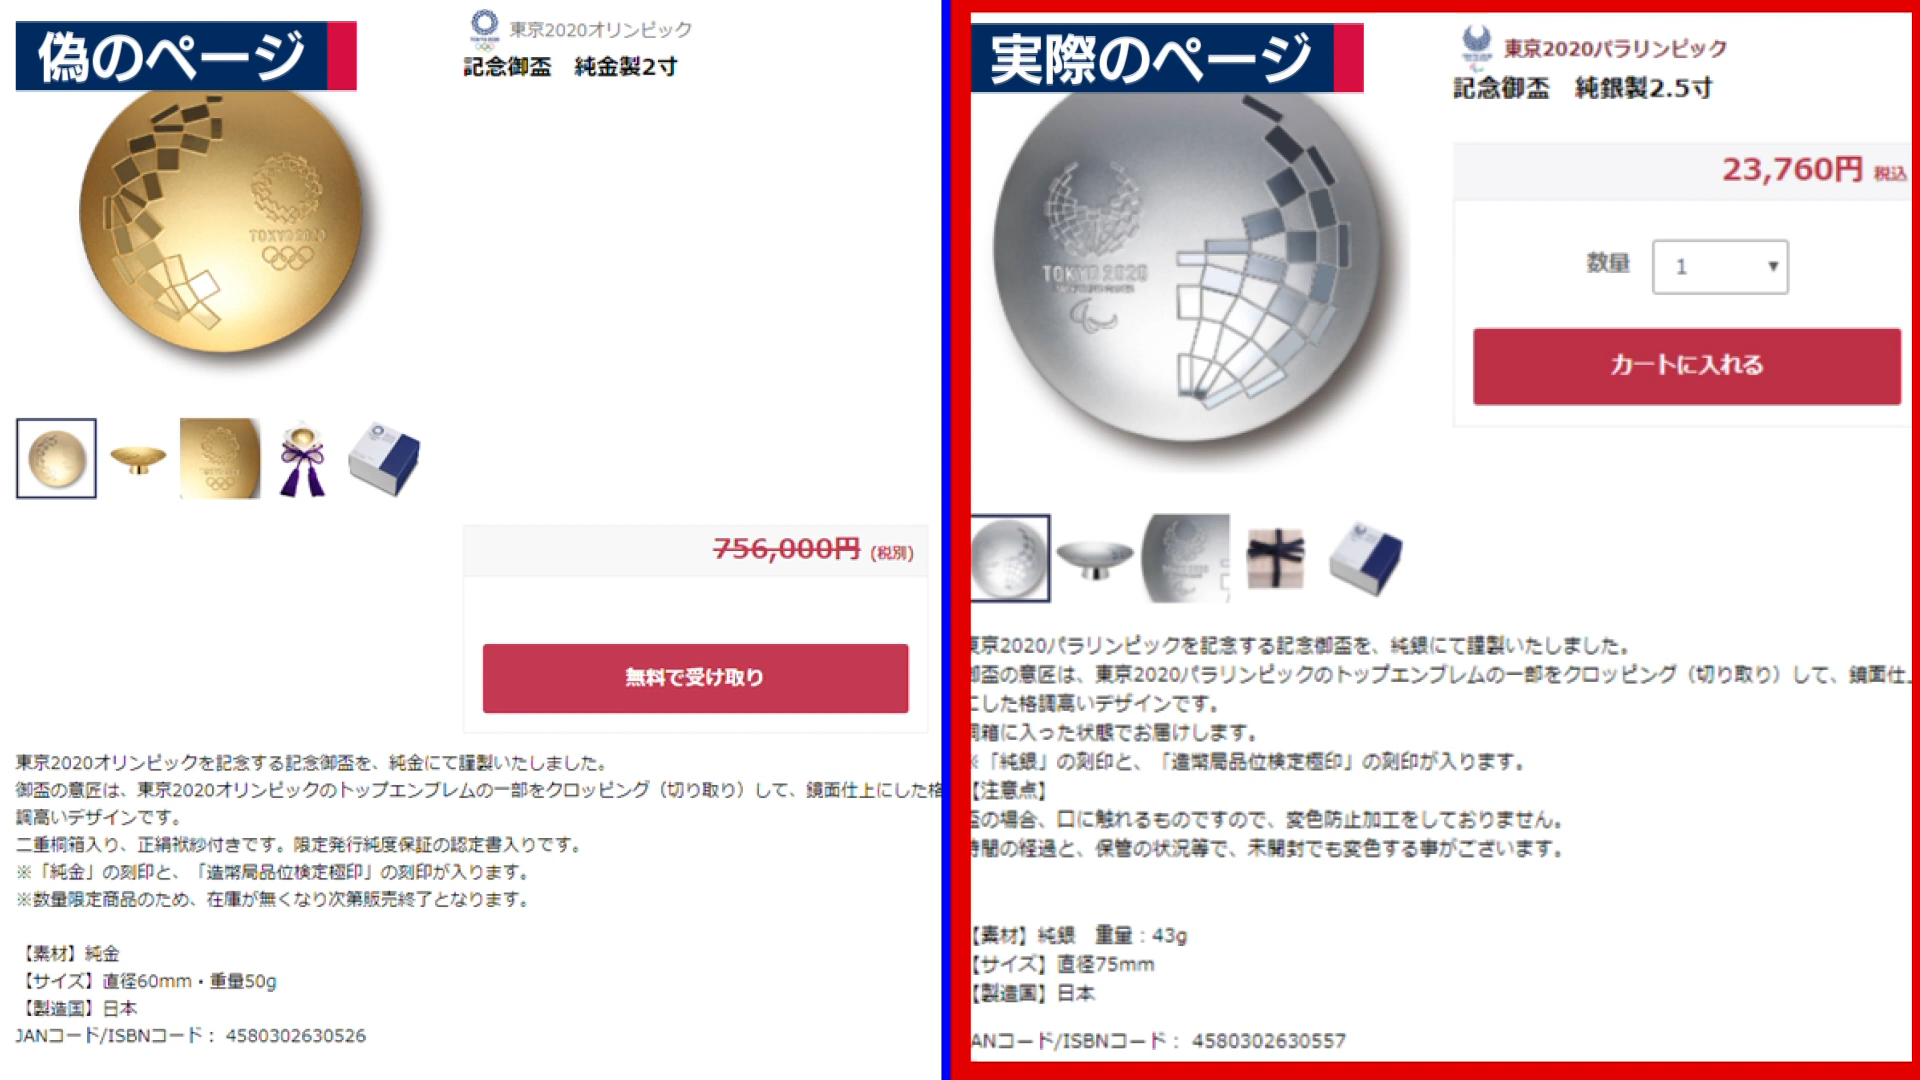 偽のページ
東京2020オリンピック
記念御盃　純金製2寸
TOKYO 2020
756,000円 (税別)
無料で受け取り
東京2020オリンピックを記念する記念御盃を、純金にて謹製いたしました。
御盃の意匠は、東京2020オリンピックのトップエンブレムの一部をクロッピング（切り取り）して、鏡面仕上にした格
調高いデザインです。
二重桐箱入り、正絹袱紗付きです。限定発行純度保証の認定書入りです。
※「純金」の刻印と、「造幣局品位検定極印」の刻印が入ります。
※数量限定商品のため、在庫が無くなり次第販売終了となります。
【素材】純金
【サイズ】直径60mm・重量50g
【製造国】日本
JANコード/ISBNコード： 4580302630526
実際のページ
東京2020パラリンピック
記念御盃　純銀製2.5寸
TOKYO 2020
23,760円 税込
数量 1
カートに入れる
東京2020パラリンピックを記念する記念御盃を、純銀にて謹製いたしました。
御盃の意匠は、東京2020パラリンピックのトップエンブレムの一部をクロッピング（切り取り）して、鏡面仕上
にした格調高いデザインです。
桐箱に入った状態でお届けします。
※「純銀」の刻印と、「造幣局品位検定極印」の刻印が入ります。
【注意点】
盃の場合、口に触れるものですので、変色防止加工をしておりません。
時間の経過と、保管の状況等で、未開封でも変色する事がございます。
【素材】純銀　重量：43g
【サイズ】直径75mm
【製造国】日本
ANコード/ISBNコード： 4580302630557